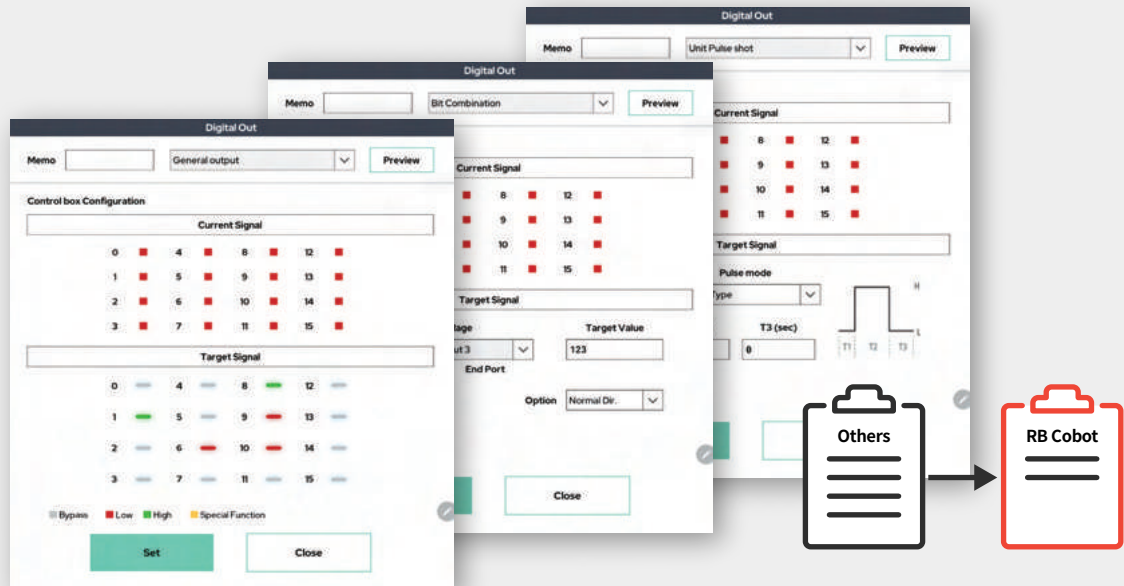 Digital Out
Memo Unit Pulse shot Preview
Current Signal
8 12
9 13
10 14
11 15
Target Signal
Pulse mode
Type
H
L
T3 (sec)
0
T1 T2 T3
Digital Out
Memo Bit Combination Preview
Current Signal
8 12
9 13
10 14
11 15
Target Signal
Target Value
123
End Port
Option Normal Dir.
Close
Digital Out
Memo General output Preview
Control box Configuration
Current Signal
0 4 8 12
1 5 9 13
2 6 10 14
3 7 11 15
Target Signal
0 4 8 12
1 5 9 13
2 6 10 14
3 7 11 15
Bypass Low High Special Function
Set Close
Others
RB Cobot